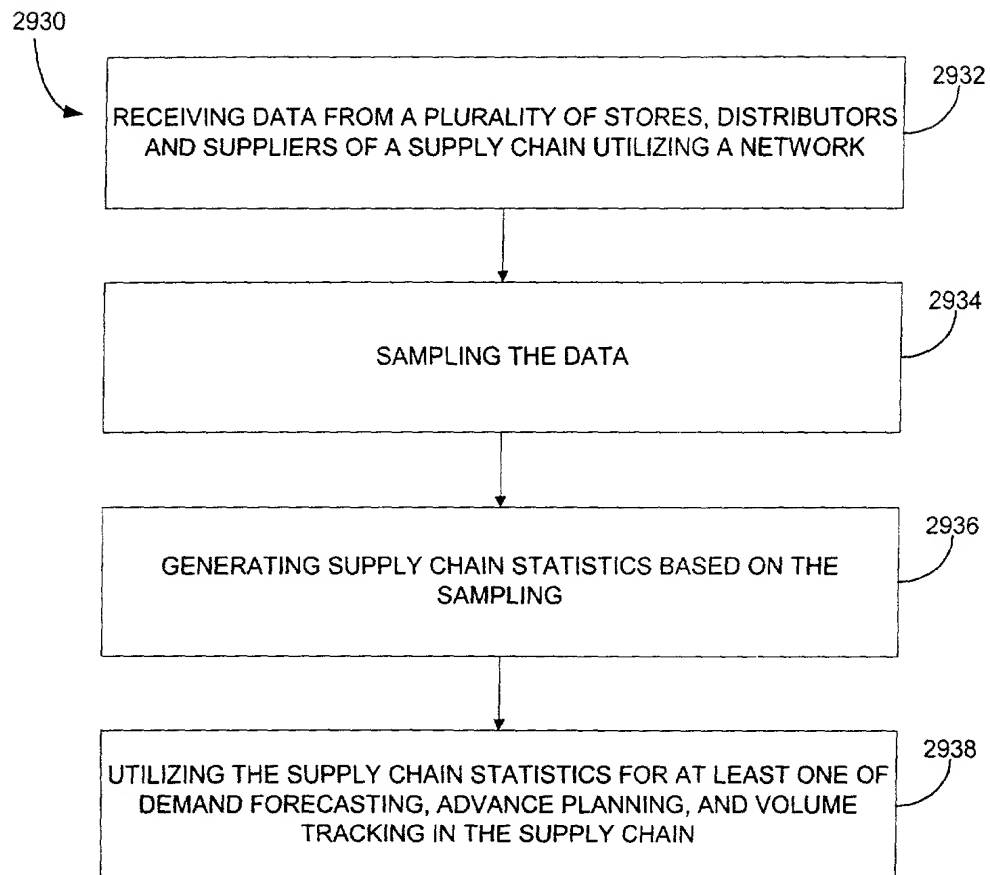 2930
2932
RECEIVING DATA FROM A PLURALITY OF STORES, DISTRIBUTORS
AND SUPPLIERS OF A SUPPLY CHAIN UTILIZING A NETWORK
2934
SAMPLING THE DATA
2936
GENERATING SUPPLY CHAIN STATISTICS BASED ON THE
SAMPLING
2938
UTILIZING THE SUPPLY CHAIN STATISTICS FOR AT LEAST ONE OF
DEMAND FORECASTING, ADVANCE PLANNING, AND VOLUME
TRACKING IN THE SUPPLY CHAIN